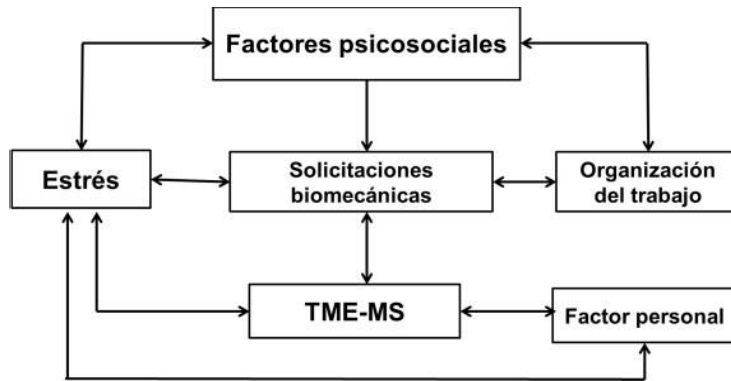 Factores psicosociales
Estrés
Solicitaciones
biomecánicas
Organización
del trabajo
TME-MS
Factor personal